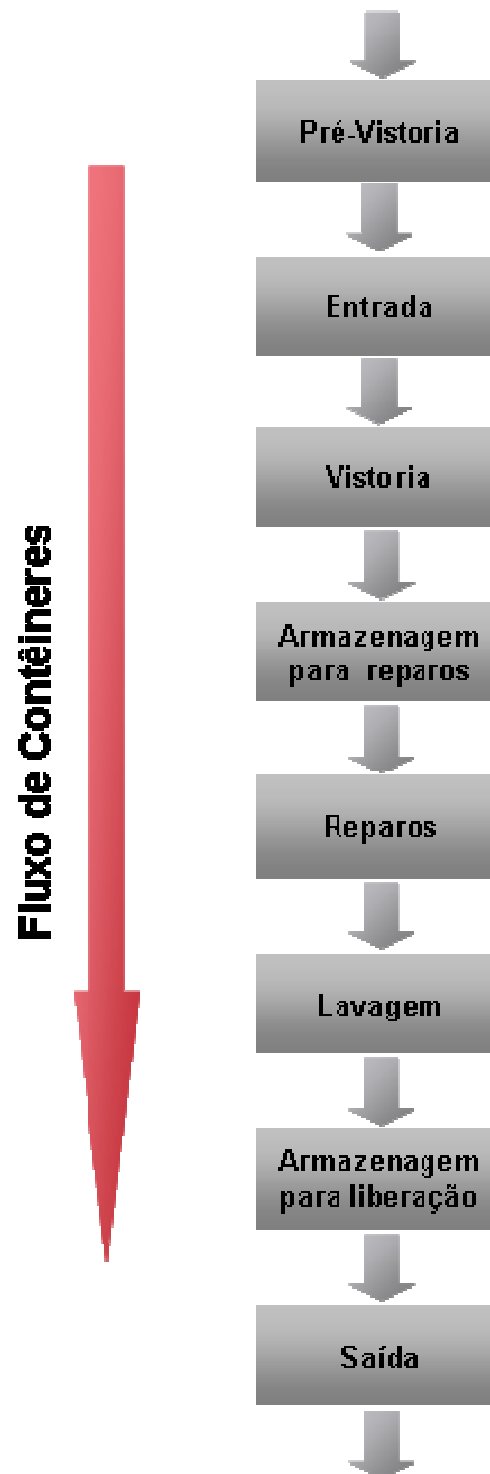 Fluxo de Contêineres
Pré-Vistoria
Entrada
Vistoria
Armazenagem
para reparos
Reparos
Lavagem
Armazenagem
para liberação
Saída